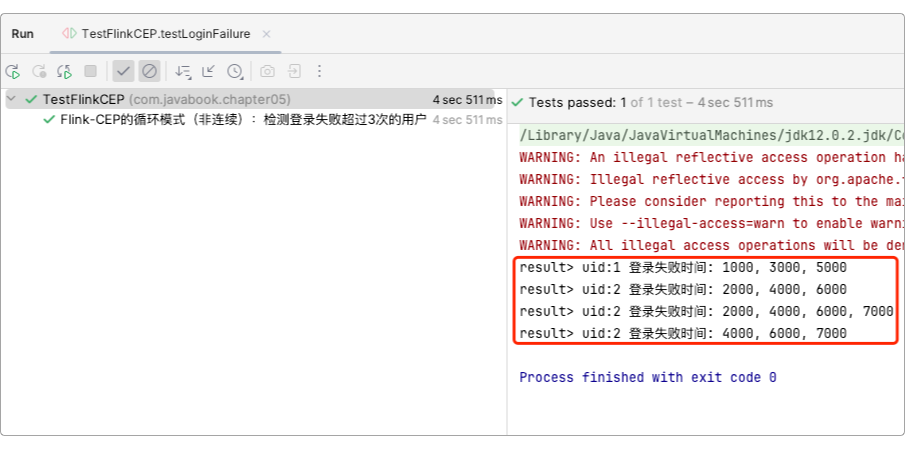 Run TestFlinkCEP.testLoginFailure ×
TestFlinkCEP (com.javabook.chapter05) 4 sec 511 ms
Flink-CEP的循环模式（非连续）：检测登录失败超过3次的用户 4 sec 511 ms
Tests passed: 1 of 1 test – 4 sec 511 ms
/Library/Java/JavaVirtualMachines/jdk12.0.2.jdk/Co
WARNING: An illegal reflective access operation ha
WARNING: Illegal reflective access by org.apache.
WARNING: Please consider reporting this to the mai
WARNING: Use --illegal-access=warn to enable warni
WARNING: All illegal access operations will be den
result> uid:1 登录失败时间: 1000, 3000, 5000
result> uid:2 登录失败时间: 2000, 4000, 6000
result> uid:2 登录失败时间: 2000, 4000, 6000, 7000
result> uid:2 登录失败时间: 4000, 6000, 7000
Process finished with exit code 0